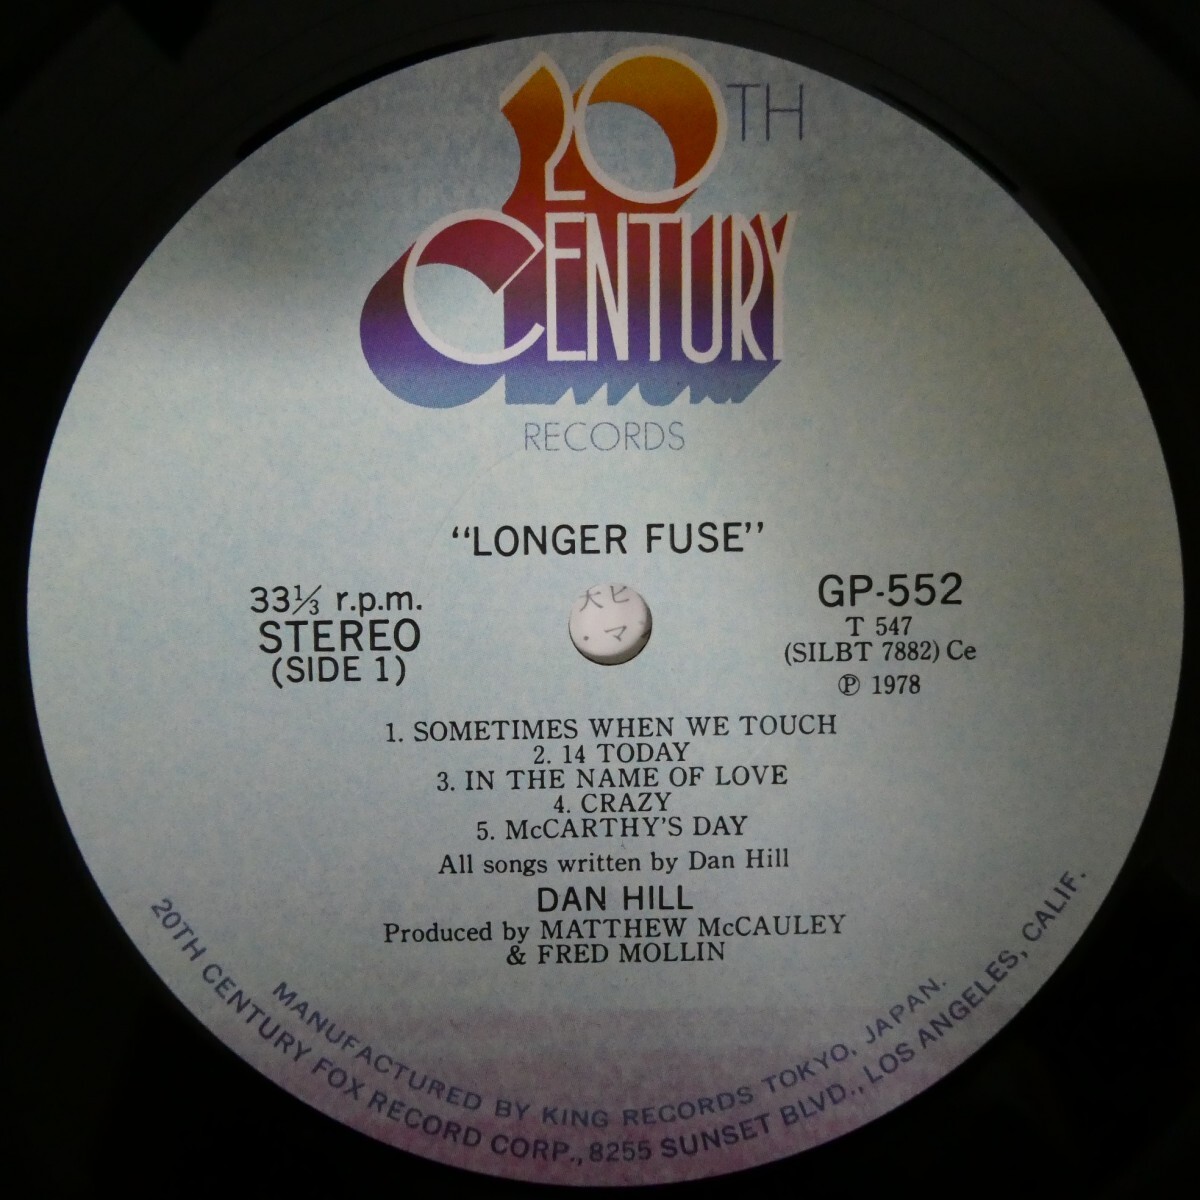 20TH
CENTURY
RECORDS
"LONGER FUSE"
33⅓ r.p.m.
STEREO
(SIDE 1)
GP-552
T 547
(SILBT 7882) Ce
Ⓟ 1978
1. SOMETIMES WHEN WE TOUCH
2. 14 TODAY
3. IN THE NAME OF LOVE
4. CRAZY
5. McCARTHY'S DAY
All songs written by Dan Hill
DAN HILL
Produced by MATTHEW McCAULEY
& FRED MOLLIN
MANUFACTURED BY KING RECORDS TOKYO, JAPAN.
20TH CENTURY FOX RECORD CORP., 8255 SUNSET BLVD., LOS ANGELES, CALIF.